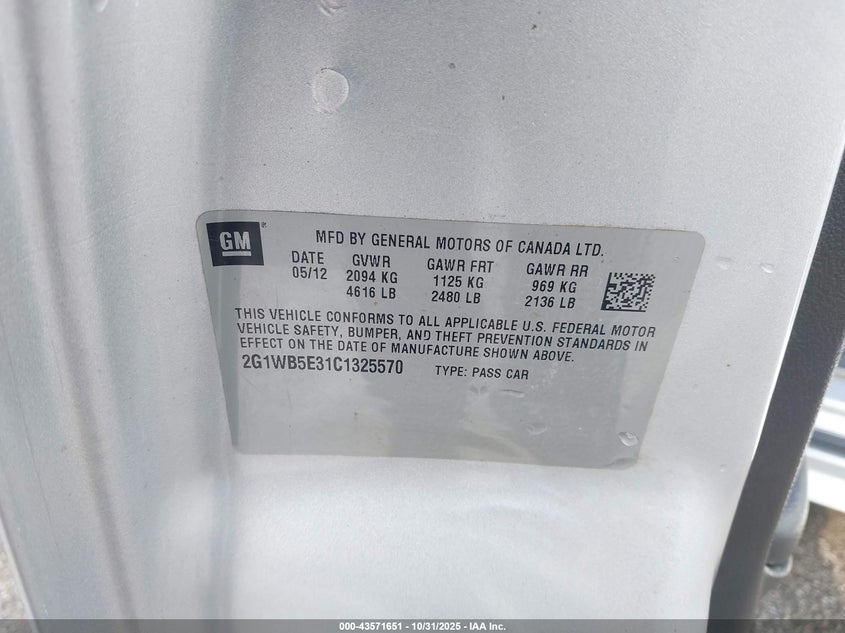 GM
MFD BY GENERAL MOTORS OF CANADA LTD.
DATE GVWR GAWR FRT GAWR RR
05/12 2094 KG 1125 KG 969 KG
4616 LB 2480 LB 2136 LB
THIS VEHICLE CONFORMS TO ALL APPLICABLE U.S. FEDERAL MOTOR
VEHICLE SAFETY, BUMPER, AND THEFT PREVENTION STANDARDS IN
EFFECT ON THE DATE OF MANUFACTURE SHOWN ABOVE.
2G1WB5E31C1325570 TYPE: PASS CAR
000-43571651 - 10/31/2025 - IAA Inc.